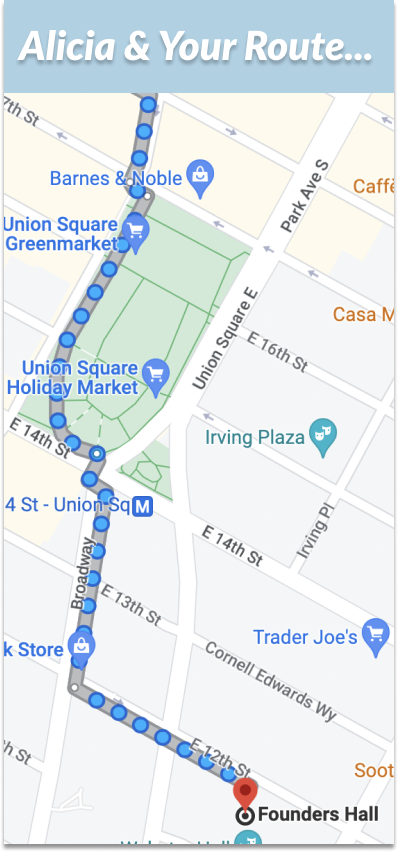 Alicia & Your Route...
7th St
Barnes & Noble
Park Ave S
Caffè
Union Square
Greenmarket
Union Square E
Casa M
E 16th St
Union Square
Holiday Market
E 14th St
Irving Plaza
4 St - Union Sq M
Irving Pl
E 14th St
Broadway
E 13th St
k Store
Trader Joe's
Cornell Edwards Wy
E 12th St
h St
Soot
Founders Hall